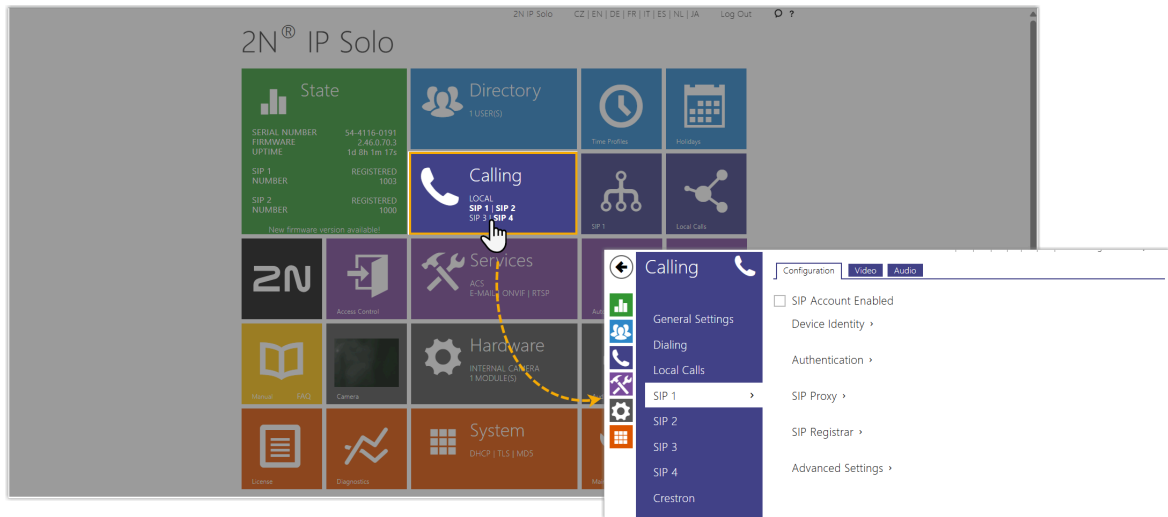 2N IP Solo CZ | EN | DE | FR | IT | ES | NL | JA Log Out ?
2N® IP Solo
State
SERIAL NUMBER 54-4116-0191
FIRMWARE 2.46.0.70.3
UPTIME 1d 8h 1m 17s
SIP 1 REGISTERED
NUMBER 1003
SIP 2 REGISTERED
NUMBER 1000
New firmware version available!
Directory
1 USER(S)
Time Profiles
Holidays
Calling
LOCAL
SIP 1 | SIP 2
SIP 3 | SIP 4
SIP 1
Local Calls
2N
Access Control
Services
ACS
E-MAIL | ONVIF | RTSP
Manual FAQ
Camera
Hardware
INTERNAL CAMERA
1 MODULE(S)
License
Diagnostics
System
DHCP | TLS | MDS
Calling
General Settings
Dialing
Local Calls
SIP 1 ›
SIP 2
SIP 3
SIP 4
Crestron
Configuration Video Audio
SIP Account Enabled
Device Identity ›
Authentication ›
SIP Proxy ›
SIP Registrar ›
Advanced Settings ›